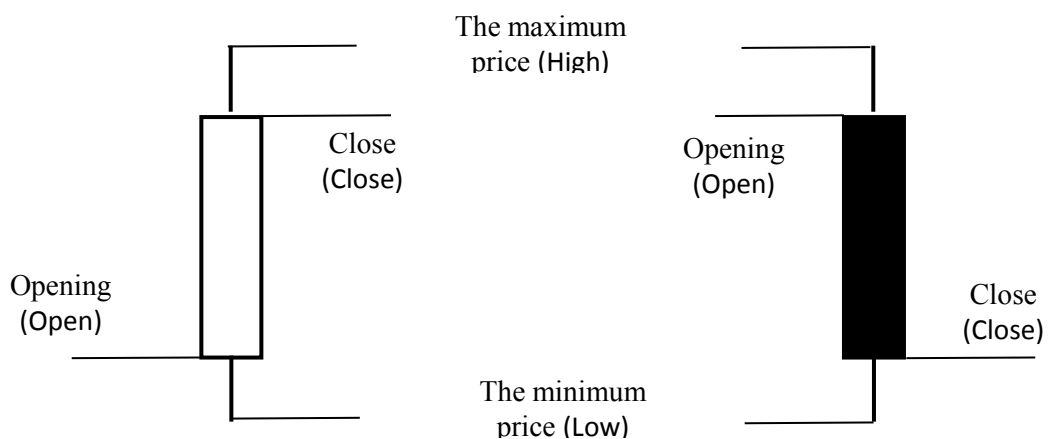 The maximum
price (High)
Close
(Close)
Opening
(Open)
Opening
(Open)
Close
(Close)
The minimum
price (Low)